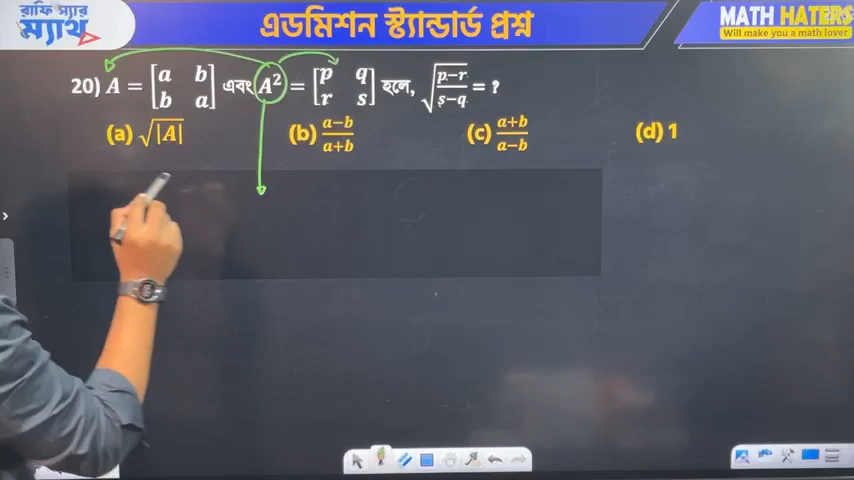 রাফি স্যার
ম্যাথ
এডমিশন স্ট্যান্ডার্ড প্রশ্ন
MATH HATERS
Will make you a math lover
20) A = [a b; b a] এবং A² = [p q; r s] হলে, √((p−r)/(s−q)) = ?
(a) √|A| (b) (a−b)/(a+b) (c) (a+b)/(a−b) (d) 1